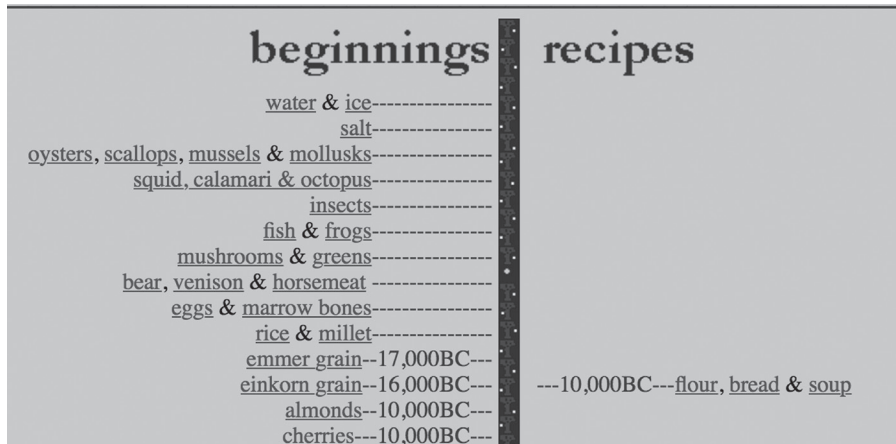 beginnings recipes
water & ice----------------
salt----------------
oysters, scallops, mussels & mollusks----------------
squid, calamari & octopus----------------
insects----------------
fish & frogs----------------
mushrooms & greens----------------
bear, venison & horsemeat ----------------
eggs & marrow bones----------------
rice & millet----------------
emmer grain--17,000BC---
einkorn grain--16,000BC--- ---10,000BC---flour, bread & soup
almonds--10,000BC---
cherries---10,000BC---